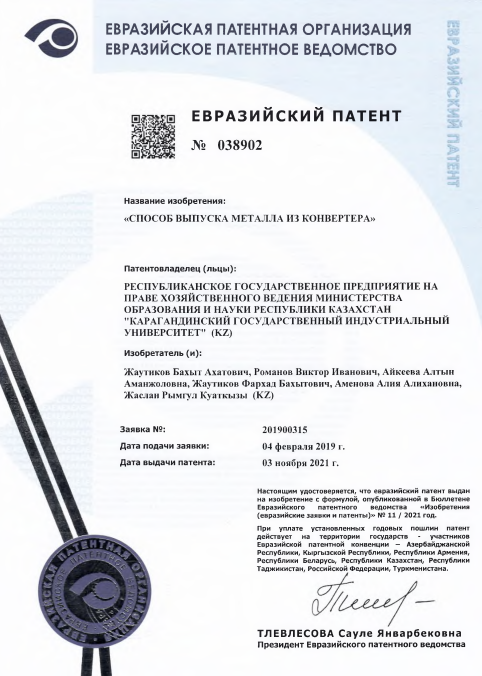 ЕВРАЗИЙСКАЯ ПАТЕНТНАЯ ОРГАНИЗАЦИЯ
ЕВРАЗИЙСКОЕ ПАТЕНТНОЕ ВЕДОМСТВО
ЕВРАЗИЙСКИЙ ПАТЕНТ
ЕВРАЗИЙСКИЙ ПАТЕНТ
№ 038902
Название изобретения:
«СПОСОБ ВЫПУСКА МЕТАЛЛА ИЗ КОНВЕРТЕРА»
Патентовладелец (льцы):
РЕСПУБЛИКАНСКОЕ ГОСУДАРСТВЕННОЕ ПРЕДПРИЯТИЕ НА
ПРАВЕ ХОЗЯЙСТВЕННОГО ВЕДЕНИЯ МИНИСТЕРСТВА
ОБРАЗОВАНИЯ И НАУКИ РЕСПУБЛИКИ КАЗАХСТАН
"КАРАГАНДИНСКИЙ ГОСУДАРСТВЕННЫЙ ИНДУСТРИАЛЬНЫЙ
УНИВЕРСИТЕТ" (KZ)
Изобретатель (и):
Жаутиков Бахыт Ахатович, Романов Виктор Иванович, Айкеева Алтын
Аманжоловна, Жаутиков Фархад Бахытович, Аменова Алия Алихановна,
Жаслан Рымгул Куаткызы (KZ)
Заявка №: 201900315
Дата подачи заявки: 04 февраля 2019 г.
Дата выдачи патента: 03 ноября 2021 г.
Настоящим удостоверяется, что евразийский патент выдан
на изобретение с формулой, опубликованной в Бюллетене
Евразийского патентного ведомства «Изобретения
(евразийские заявки и патенты)» № 11 / 2021 год.
При уплате установленных годовых пошлин патент
действует на территории государств - участников
Евразийской патентной конвенции – Азербайджанской
Республики, Кыргызской Республики, Республики Армения,
Республики Беларусь, Республики Казахстан, Республики
Таджикистан, Российской Федерации, Туркменистана.
ЕВРАЗИЙСКАЯ ПАТЕНТНАЯ ОРГАНИЗАЦИЯ
ТЛЕВЛЕСОВА Сауле Январбековна
Президент Евразийского патентного ведомства